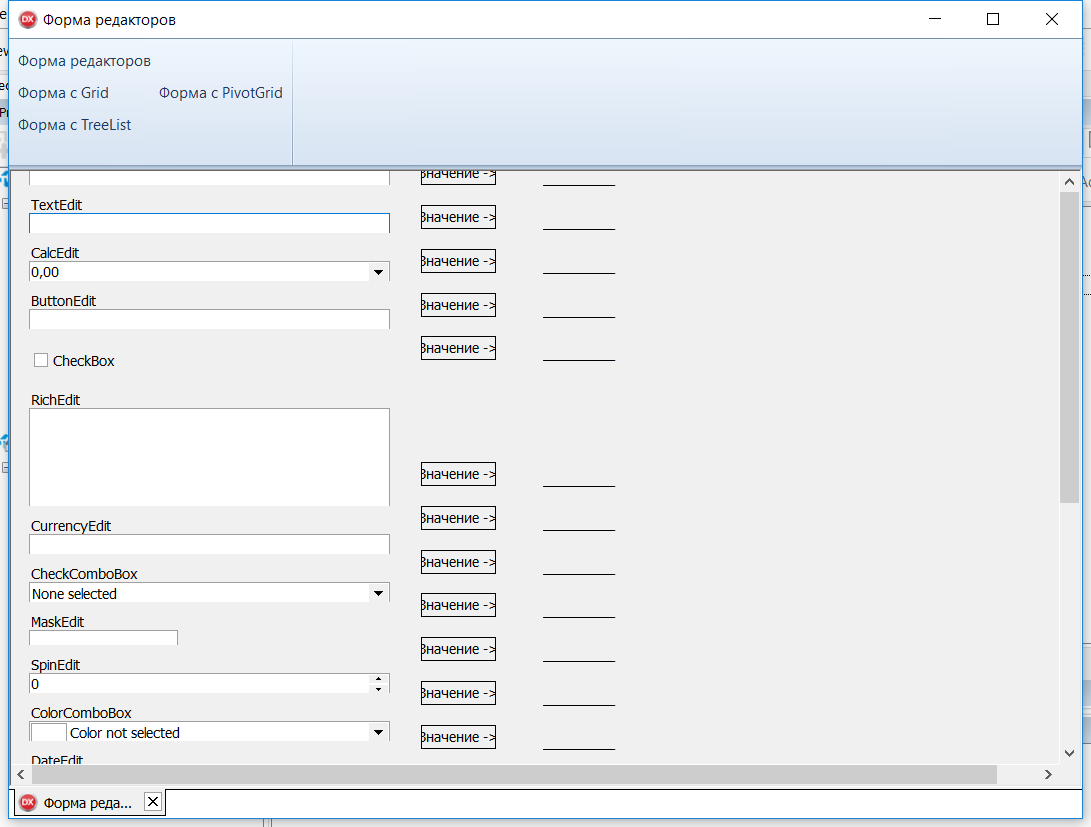 Форма редакторов
Форма редакторов
Форма с Grid Форма с PivotGrid
Форма с TreeList
Значение ->
TextEdit
Значение ->
CalcEdit
0,00
Значение ->
ButtonEdit
Значение ->
CheckBox
Значение ->
RichEdit
Значение ->
CurrencyEdit
Значение ->
CheckComboBox
None selected
Значение ->
MaskEdit
Значение ->
SpinEdit
0
Значение ->
ColorComboBox
Color not selected
Значение ->
Значение ->
DateEdit
DX Форма реда...